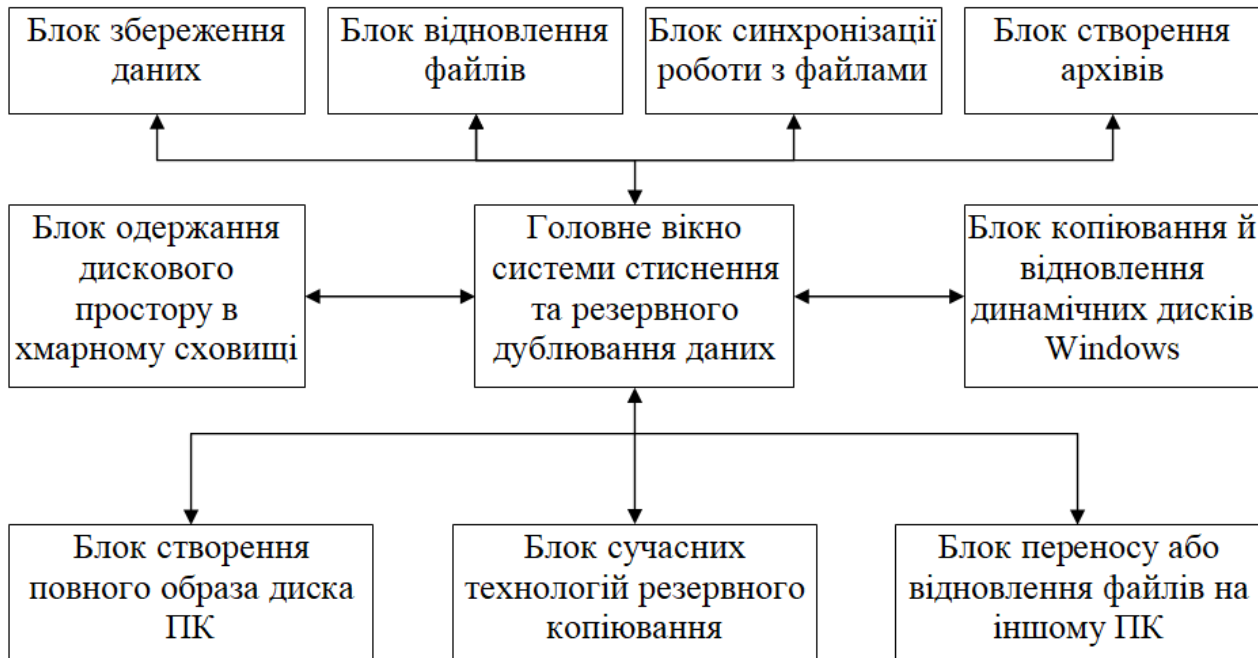 Блок збереження
даних
Блок відновлення
файлів
Блок синхронізації
роботи з файлами
Блок створення
архівів
Блок одержання
дискового
простору в
хмарному сховищі
Головне вікно
системи стиснення
та резервного
дублювання даних
Блок копіювання й
відновлення
динамічних дисків
Windows
Блок створення
повного образа диска
ПК
Блок сучасних
технологій резервного
копіювання
Блок переносу або
відновлення файлів на
іншому ПК